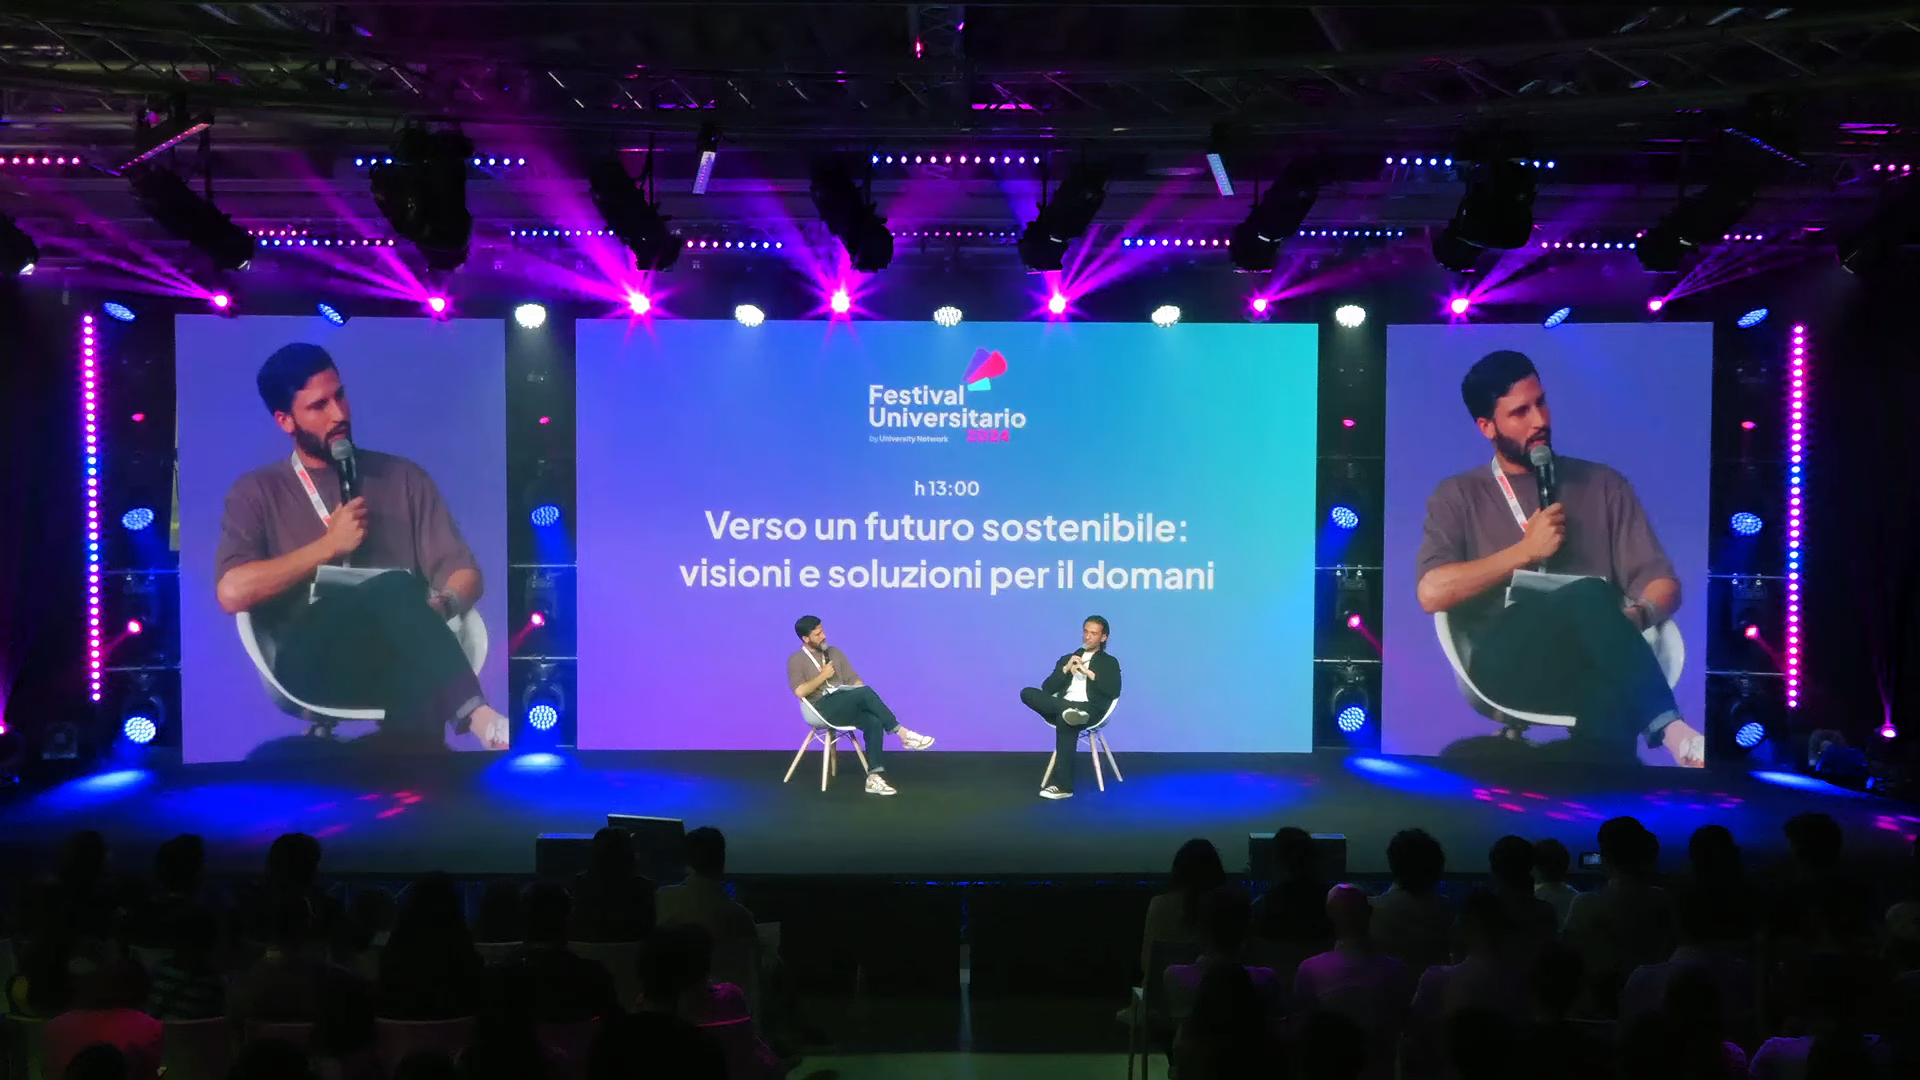 Festival
Universitario
by University Network
2024
h 13:00
Verso un futuro sostenibile:
visioni e soluzioni per il domani